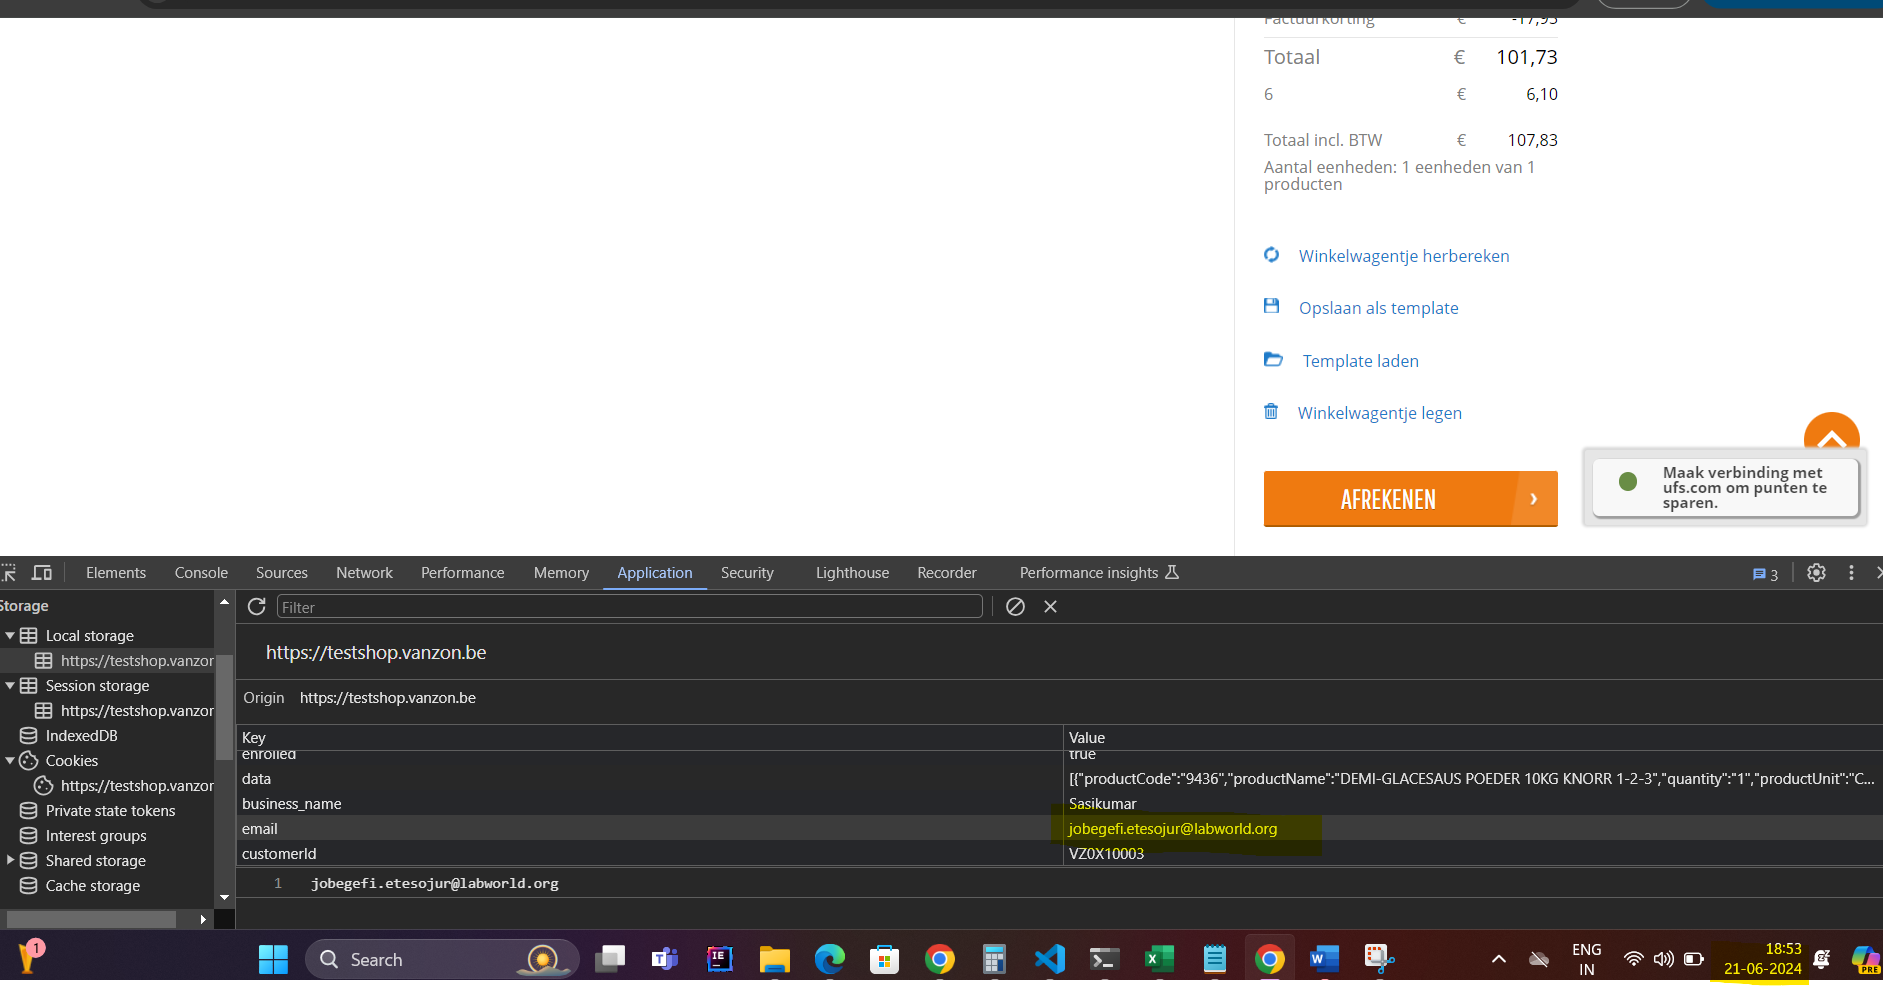 Factuurkorting € -17,95
Totaal € 101,73
6 € 6,10
Totaal incl. BTW € 107,83
Aantal eenheden: 1 eenheden van 1
producten
Winkelwagentje herbereken
Opslaan als template
Template laden
Winkelwagentje legen
AFREKENEN
Maak verbinding met
ufs.com om punten te
sparen.
Elements Console Sources Network Performance Memory Application Security Lighthouse Recorder Performance insights 3
Storage
Filter
Local storage
https://testshop.vanzon
Session storage
https://testshop.vanzon
IndexedDB
Cookies
https://testshop.vanzon
Private state tokens
Interest groups
Shared storage
Cache storage
https://testshop.vanzon.be
Origin https://testshop.vanzon.be
Key Value
enrolled true
data [{"productCode":"9436","productName":"DEMI-GLACESAUS POEDER 10KG KNORR 1-2-3","quantity":"1","productUnit":"C...
business_name Sasikumar
email jobegefi.etesojur@labworld.org
customerId VZ0X10003
1 jobegefi.etesojur@labworld.org
1
Search
ENG
IN
18:53
21-06-2024
PRE